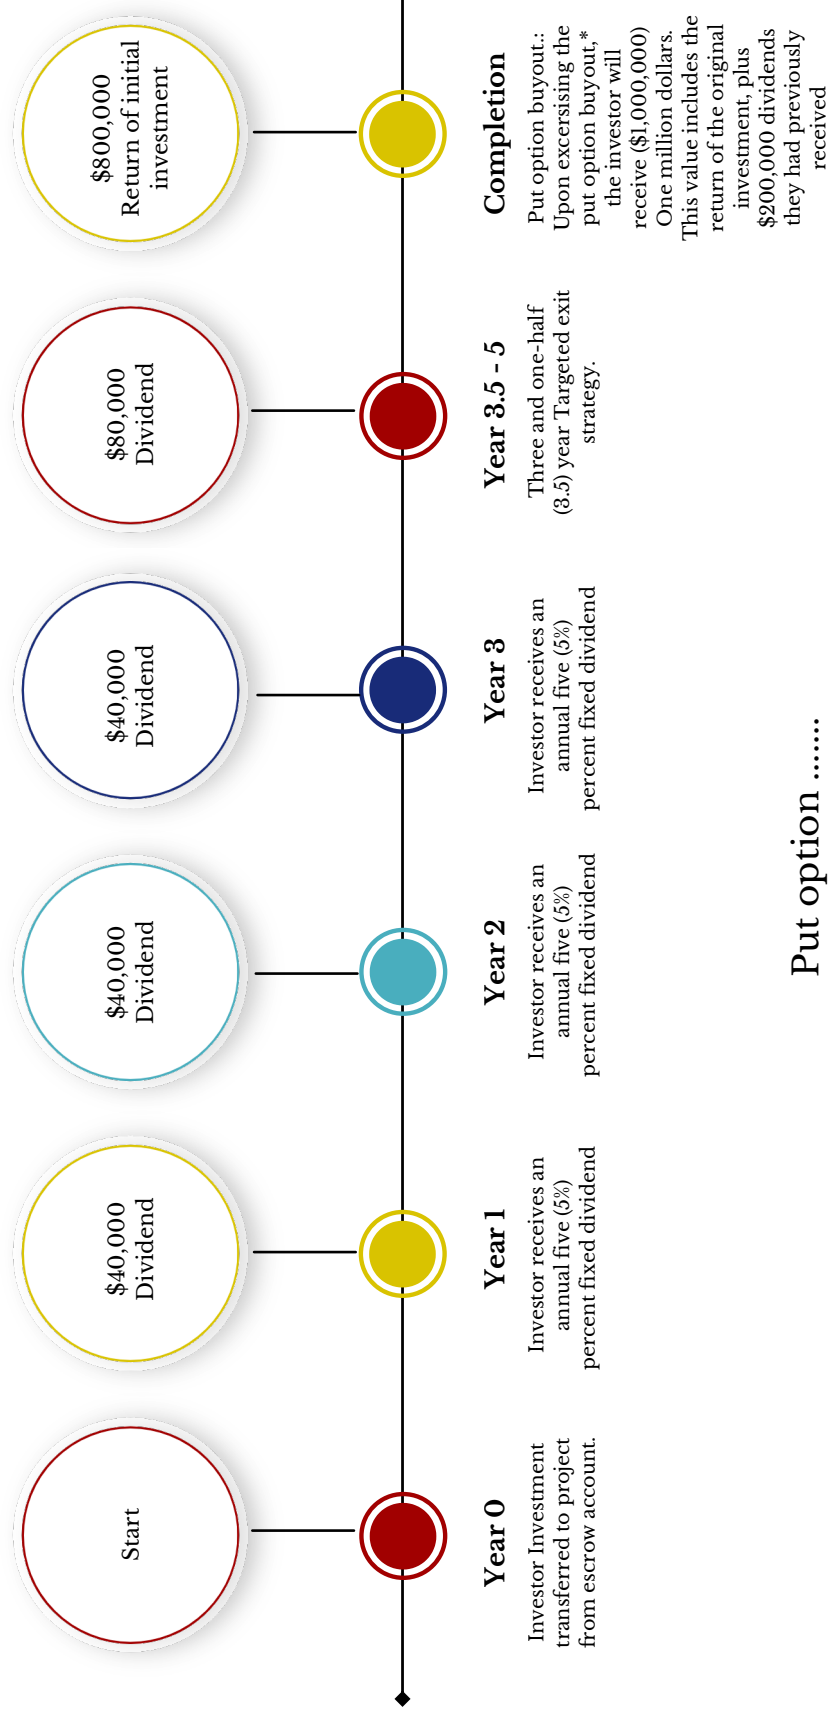 Start
Year 0
Investor Investment
transferred to project
from escrow account.
$40,000
Dividend
Year 1
Investor receives an
annual five (5%)
percent fixed dividend
$40,000
Dividend
Year 2
Investor receives an
annual five (5%)
percent fixed dividend
$40,000
Dividend
Year 3
Investor receives an
annual five (5%)
percent fixed dividend
$80,000
Dividend
Year 3.5 - 5
Three and one-half
(3.5) year Targeted exit
strategy.
$800,000
Return of initial
investment
Completion
Put option buyout.:
Upon excersising the
put option buyout,*
the investor will
receive ($1,000,000)
One million dollars.
This value includes the
return of the original
investment, plus
$200,000 dividends
they had previously
received
Put option .......